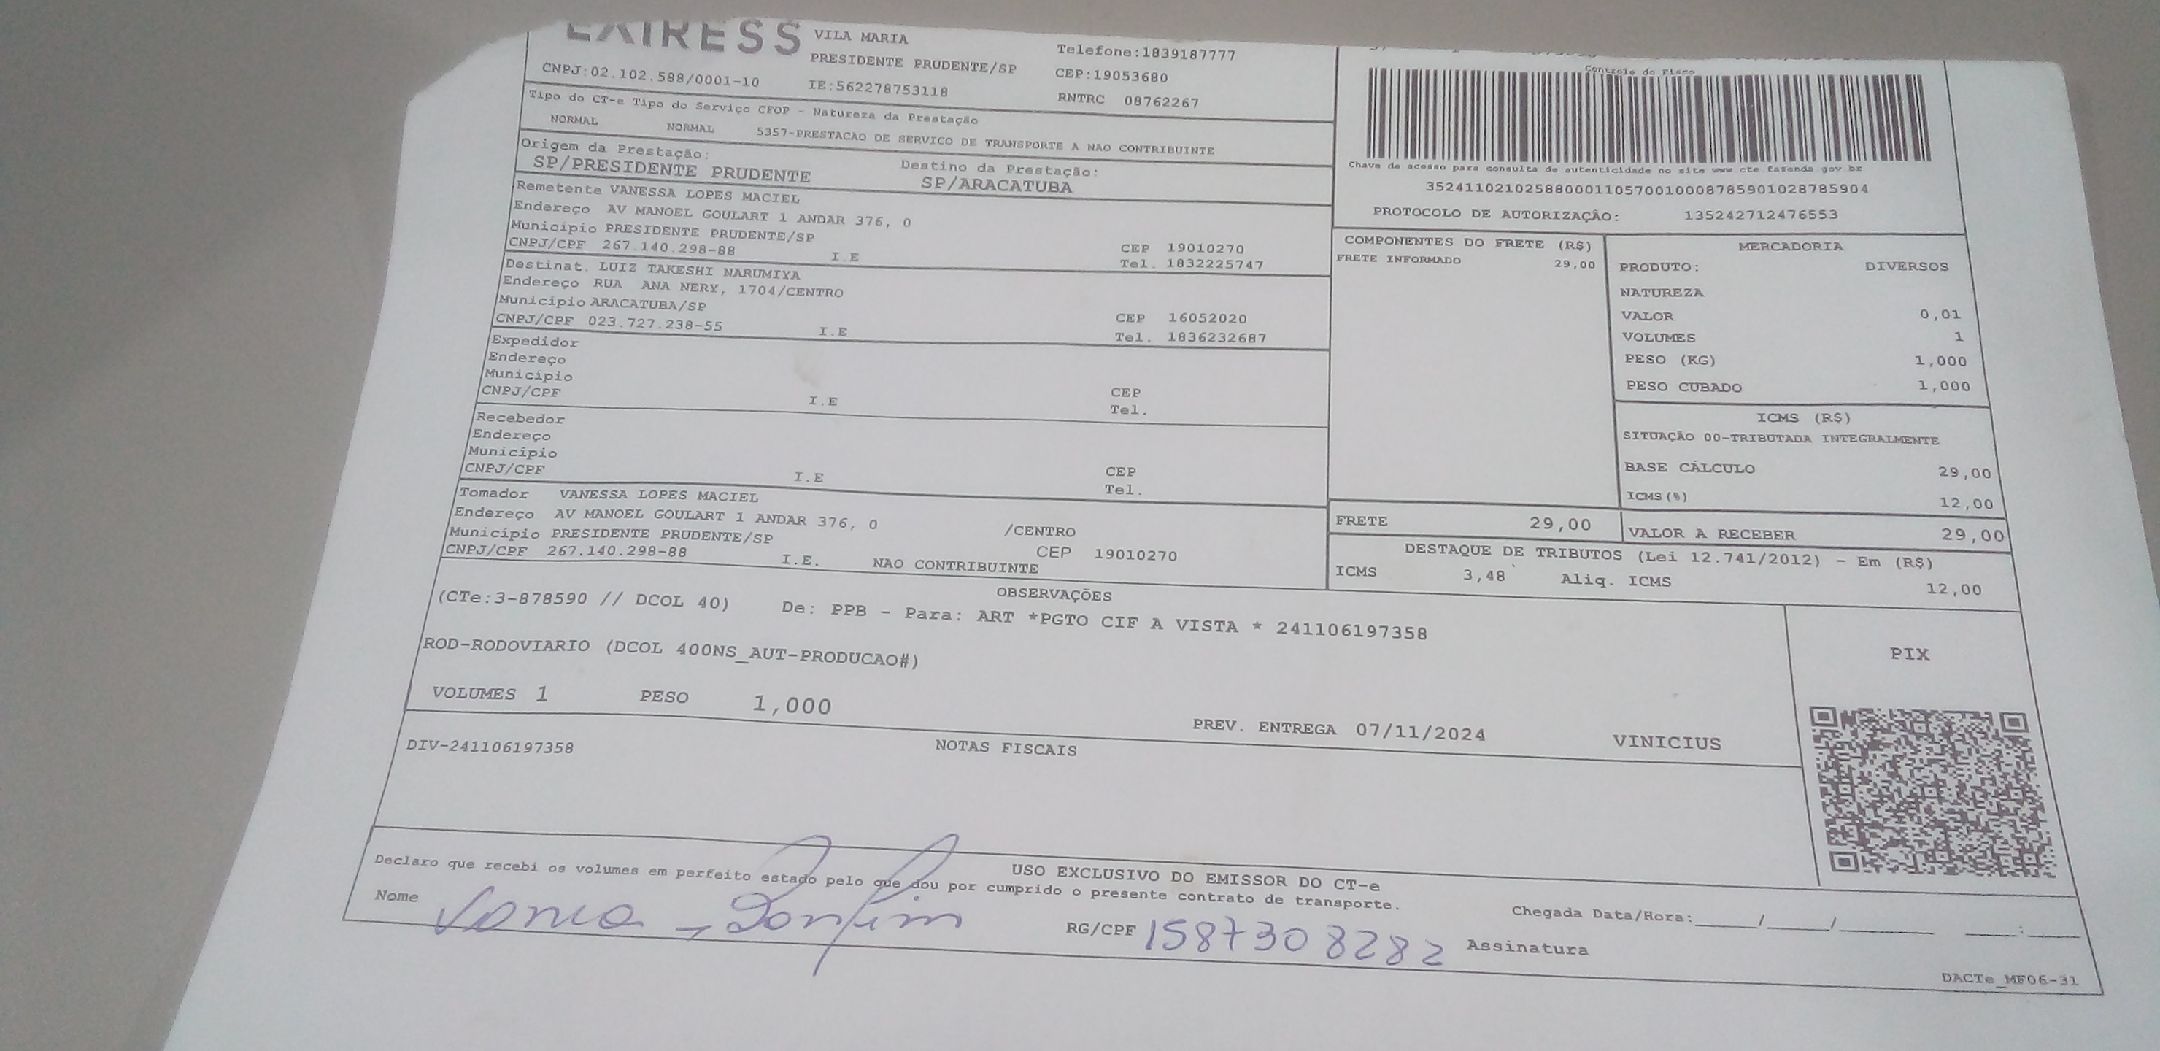 VILA MARIA
PRESIDENTE PRUDENTE/SP
Telefone:1839187777
CNPJ:02.102.588/0001-10
IE:562278753118
CEP:19053680
RNTRC 08762267
Tipo do CT-e Tipo do Serviço CFOP - Natureza da Prestação
NORMAL NORMAL 5357-PRESTACAO DE SERVICO DE TRANSPORTE A NAO CONTRIBUINTE
Origem da Prestação: Destino da Prestação:
SP/PRESIDENTE PRUDENTE SP/ARACATUBA
Remetente VANESSA LOPES MACIEL
Endereço AV MANOEL GOULART 1 ANDAR 376, 0
Município PRESIDENTE PRUDENTE/SP CEP 19010270
CNPJ/CPF 267.140.298-88 I.E Tel. 1832225747
Destinat. LUIZ TAKESHI NARUMIYA
Endereço RUA ANA NERY, 1704/CENTRO
Município ARACATUBA/SP CEP 16052020
CNPJ/CPF 023.727.238-55 I.E Tel. 1836232687
Expedidor
Endereço
Município CEP
CNPJ/CPF I.E Tel.
Recebedor
Endereço
Município CEP
CNPJ/CPF I.E Tel.
Tomador VANESSA LOPES MACIEL
Endereço AV MANOEL GOULART 1 ANDAR 376, 0 /CENTRO
Município PRESIDENTE PRUDENTE/SP CEP 19010270
CNPJ/CPF 267.140.298-88 I.E. NAO CONTRIBUINTE
Controle do Fisco
Chave de acesso para consulta de autenticidade no site www cte fazenda gov br
35241102102588000110570010008785901028785904
PROTOCOLO DE AUTORIZAÇÃO: 135242712476553
COMPONENTES DO FRETE (R$)
FRETE INFORMADO 29,00
MERCADORIA
PRODUTO: DIVERSOS
NATUREZA
VALOR 0,01
VOLUMES 1
PESO (KG) 1,000
PESO CUBADO 1,000
ICMS (R$)
SITUAÇÃO 00-TRIBUTADA INTEGRALMENTE
BASE CÁLCULO 29,00
ICMS(%) 12,00
FRETE 29,00 VALOR A RECEBER 29,00
DESTAQUE DE TRIBUTOS (Lei 12.741/2012) - Em (R$)
ICMS 3,48 Aliq. ICMS 12,00
OBSERVAÇÕES
(CTe:3-878590 // DCOL 40) De: PPB - Para: ART *PGTO CIF A VISTA * 241106197358
ROD-RODOVIARIO (DCOL 400NS_AUT-PRODUCAO#)
VOLUMES 1 PESO 1,000 PREV. ENTREGA 07/11/2024 VINICIUS
PIX
DIV-241106197358 NOTAS FISCAIS
USO EXCLUSIVO DO EMISSOR DO CT-e
Declaro que recebi os volumes em perfeito estado pelo que dou por cumprido o presente contrato de transporte.
Nome RG/CPF 1587308282 Assinatura
Chegada Data/Hora:_____/_____/_______ ____:____
DACTe_MF06-31